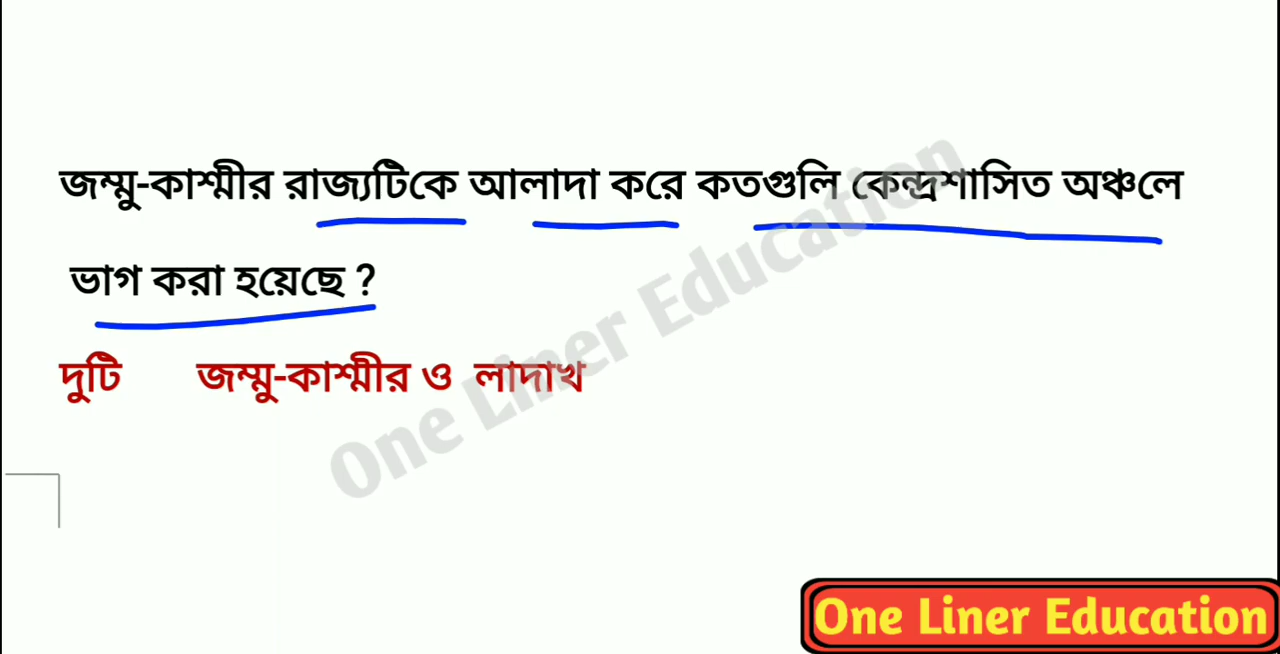 জম্মু-কাশ্মীর রাজ্যটিকে আলাদা করে কতগুলি কেন্দ্রশাসিত অঞ্চলে
ভাগ করা হয়েছে ?
দুটি জম্মু-কাশ্মীর ও লাদাখ
One Liner Education
One Liner Education